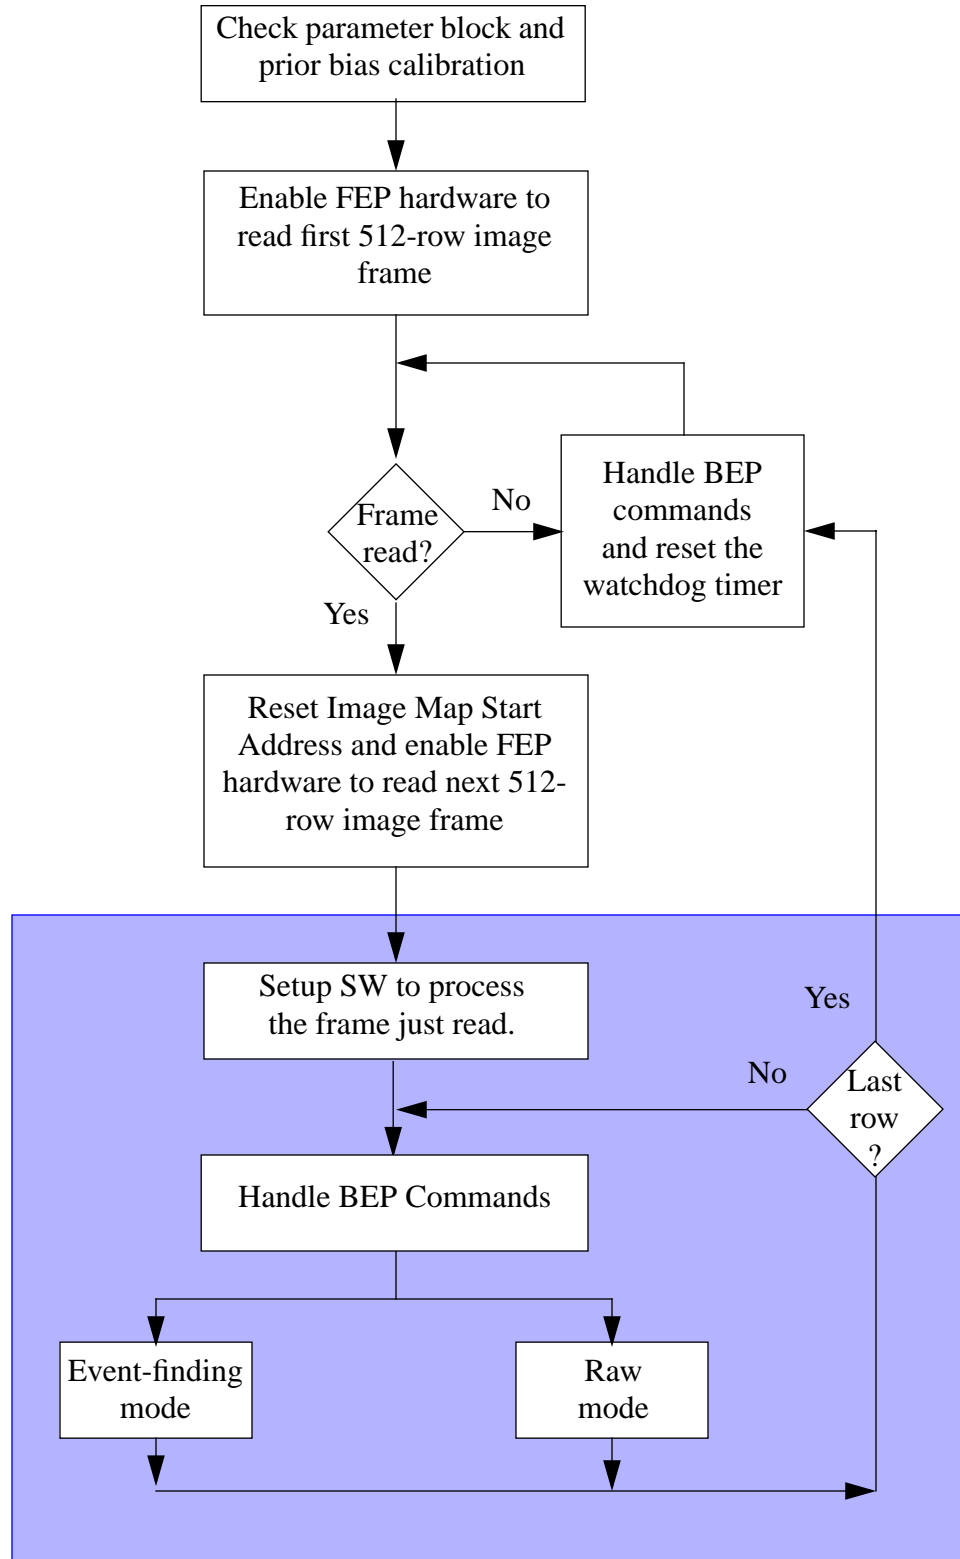 Check parameter block and
prior bias calibration
Enable FEP hardware to
read first 512-row image
frame
Frame
read?
No
Handle BEP
commands
and reset the
watchdog timer
Yes
Reset Image Map Start
Address and enable FEP
hardware to read next 512-
row image frame
Setup SW to process
the frame just read.
Yes
No
Last
row
?
Handle BEP Commands
Event-finding
mode
Raw
mode